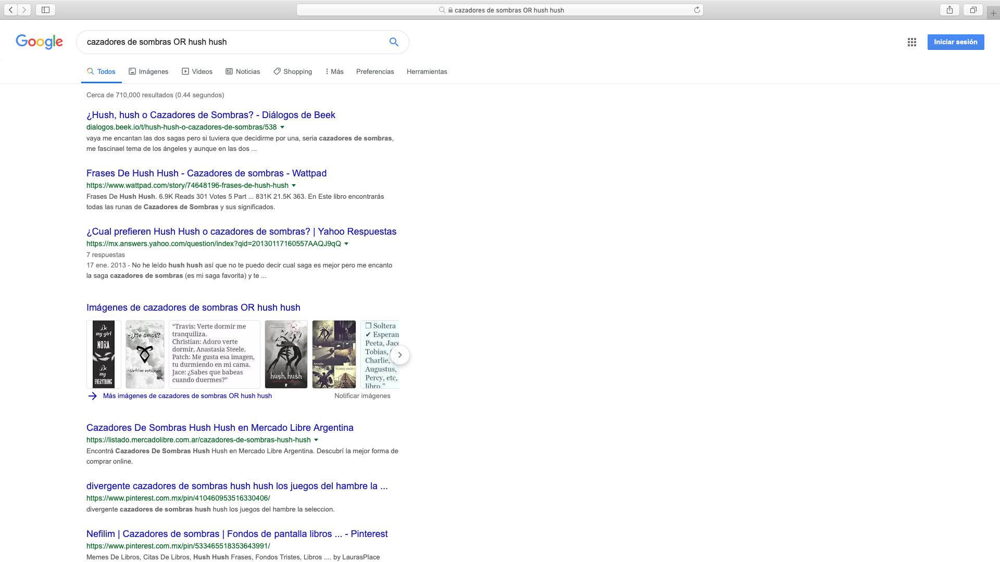 cazadores de sombras OR hush hush
Google
cazadores de sombras OR hush hush
Iniciar sesión
Todos Imágenes Videos Noticias Shopping Más Preferencias Herramientas
Cerca de 710,000 resultados (0.44 segundos)
¿Hush, hush o Cazadores de Sombras? - Diálogos de Beek
dialogos.beek.io/t/hush-hush-o-cazadores-de-sombras/538
vaya me encantan las dos sagas pero si tuviera que decidirme por una, seria cazadores de sombras,
me fascinael tema de los ángeles y aunque en las dos ...
Frases De Hush Hush - Cazadores de sombras - Wattpad
https://www.wattpad.com/story/74648196-frases-de-hush-hush
Frases De Hush Hush. 6.9K Reads 301 Votes 5 Part ... 831K 21.5K 363. En Este libro encontrarás
todas las runas de Cazadores de Sombras y sus significados.
¿Cual prefieren Hush Hush o cazadores de sombras? | Yahoo Respuestas
https://mx.answers.yahoo.com/question/index?qid=20130117160557AAQJ9qQ
7 respuestas
17 ene. 2013 - No he leído hush hush así que no te puedo decir cual saga es mejor pero me encanto
la saga cazadores de sombras (es mi saga favorita) y te ...
Imágenes de cazadores de sombras OR hush hush
Be
my girl
NORA
Be
my
EVERYTHING
-¿Me amas?
-Nefilim estúpido
“Travis: Verte dormir me
tranquiliza.
Christian: Adoro verte
dormir, Anastasia Steele.
Patch: Me gusta esa imagen,
tu durmiendo en mi cama.
Jace: ¿Sabes que babeas
cuando duermes?”
hush, hush
Arcade.
SCARED, ANGEL?
❒ Soltera
✔ Esperan
Peeta, Jace
Tobias,
Charlie,
Augustus,
Percy, etc,
libro.”
Más imágenes de cazadores de sombras OR hush hush
Notificar imágenes
Cazadores De Sombras Hush Hush en Mercado Libre Argentina
https://listado.mercadolibre.com.ar/cazadores-de-sombras-hush-hush
Encontrá Cazadores De Sombras Hush Hush en Mercado Libre Argentina. Descubrí la mejor forma de
comprar online.
divergente cazadores de sombras hush hush los juegos del hambre la ...
https://www.pinterest.com.mx/pin/410460953516330406/
divergente cazadores de sombras hush hush los juegos del hambre la seleccion.
Nefilim | Cazadores de sombras | Fondos de pantalla libros ... - Pinterest
https://www.pinterest.com.mx/pin/533465518353643991/
Memes De Libros, Citas De Libros, Hush Hush Frases, Fondos Tristes, Libros .... by LaurasPlace